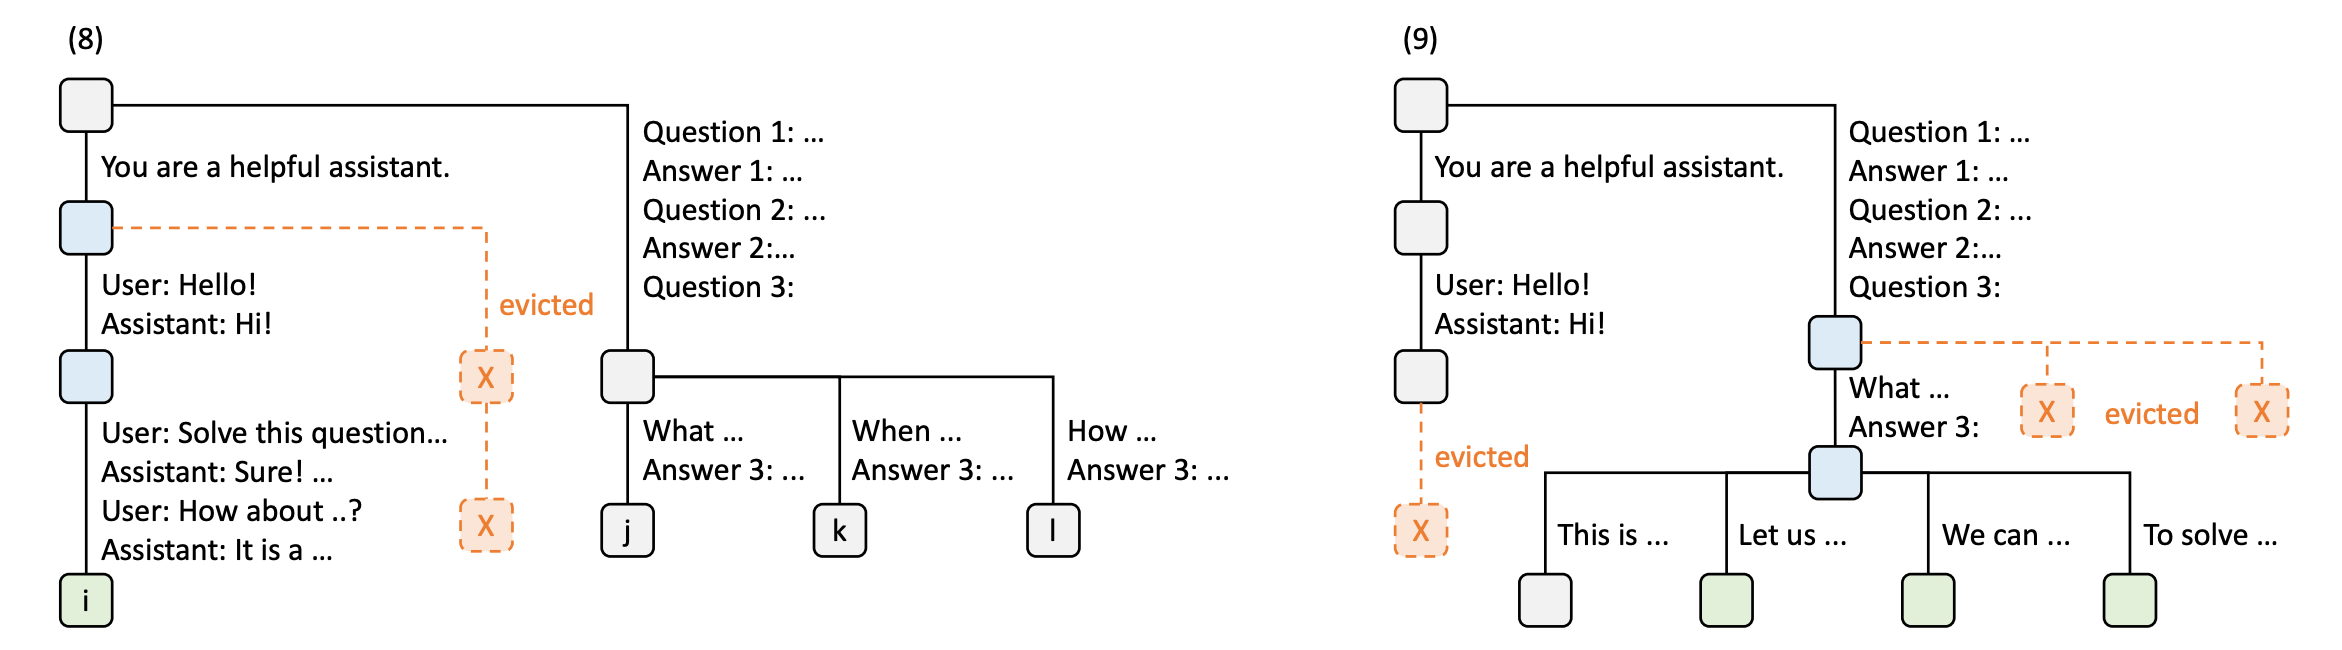 (8)
You are a helpful assistant.
User: Hello!
Assistant: Hi!
User: Solve this question...
Assistant: Sure! ...
User: How about ..?
Assistant: It is a ...
i
evicted
X
X
Question 1: ...
Answer 1: ...
Question 2: ...
Answer 2:...
Question 3:
What ...
Answer 3: ...
When ...
Answer 3: ...
How ...
Answer 3: ...
j
k
l
(9)
You are a helpful assistant.
User: Hello!
Assistant: Hi!
evicted
X
Question 1: ...
Answer 1: ...
Question 2: ...
Answer 2:...
Question 3:
What ...
Answer 3:
X
evicted
X
This is ...
Let us ...
We can ...
To solve ...